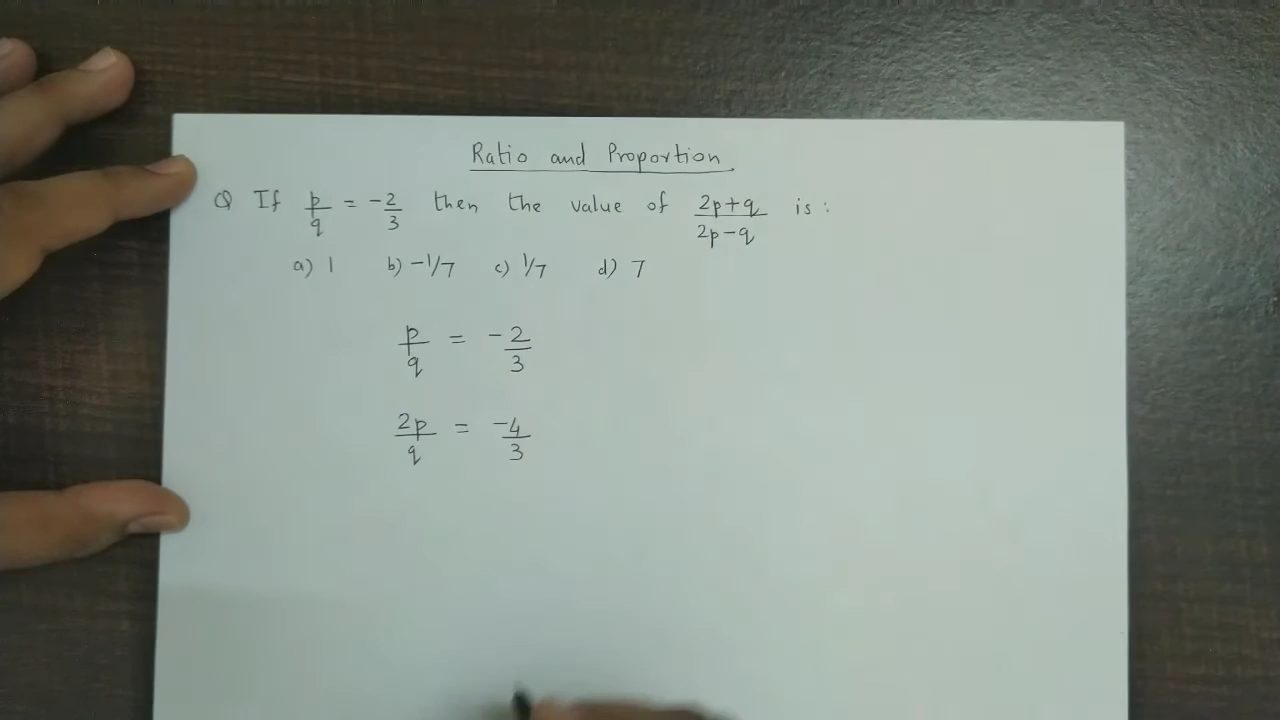 Ratio and Proportion
Q If p/q = -2/3 then the value of 2p+q/2p-q is:
a) 1 b) -1/7 c) 1/7 d) 7
p/q = -2/3
2p/q = -4/3